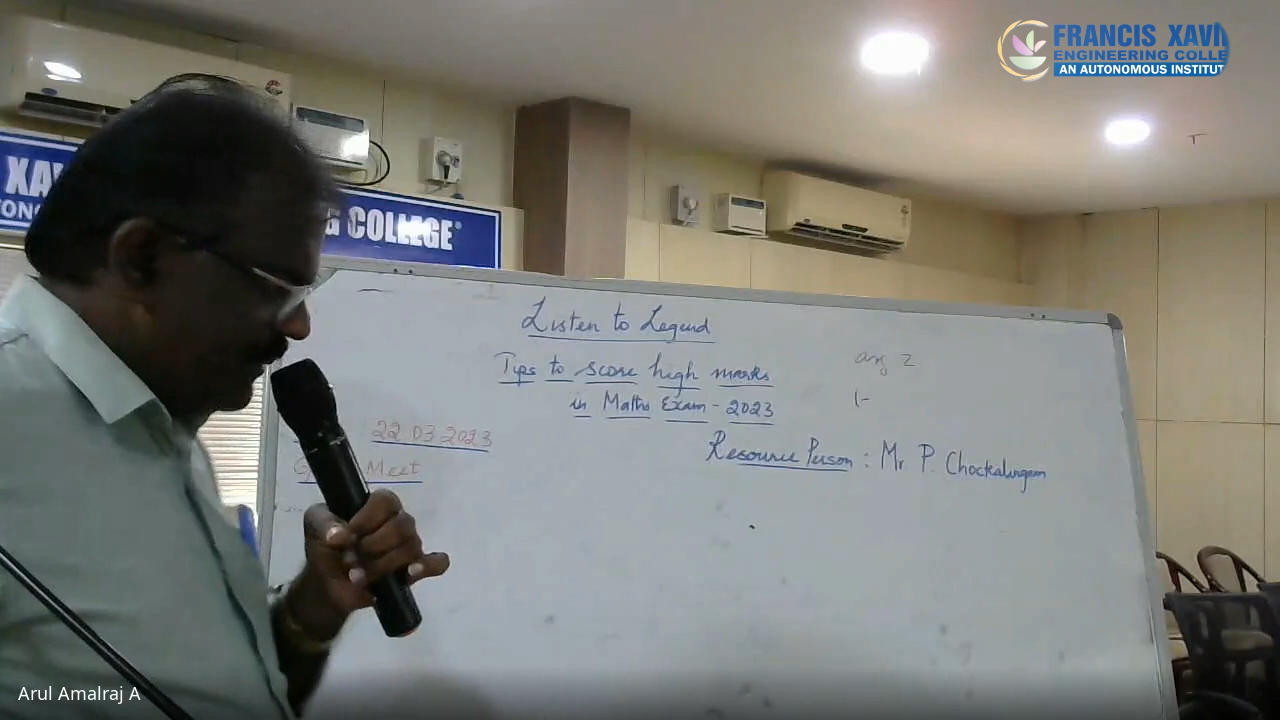 FRANCIS XAVI
ENGINEERING COLLE
AN AUTONOMOUS INSTITUT
XAV
G COLLEGE
Listen to Legend
Tips to score high marks
in Maths Exam - 2023
22 03 2023
Meet
Resource Person : Mr P. Chockalingam
Arul Amalraj A